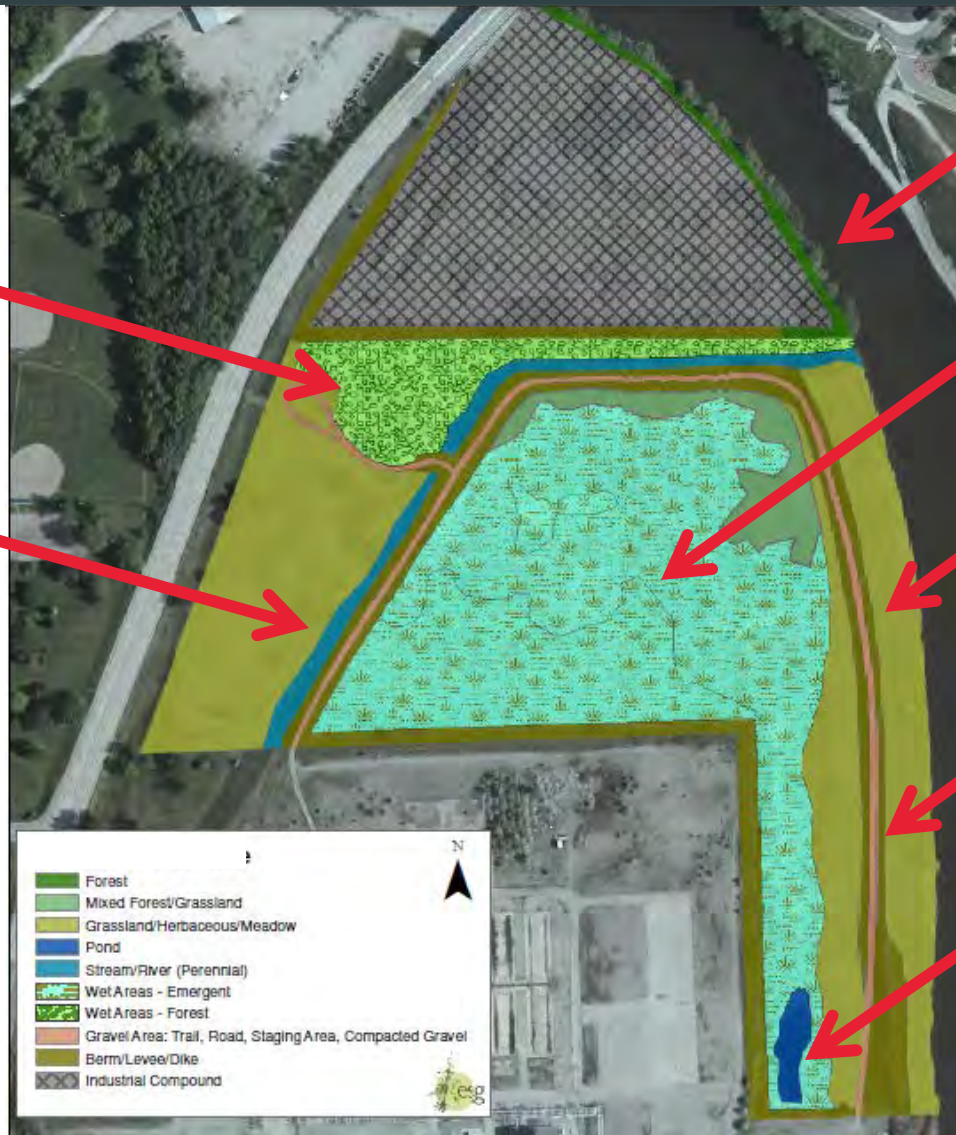 N
Forest
Mixed Forest/Grassland
Grassland/Herbaceous/Meadow
Pond
Stream/River (Perennial)
Wet Areas - Emergent
Wet Areas - Forest
Gravel Area: Trail, Road, Staging Area, Compacted Gravel
Berm/Levee/Dike
Industrial Compound
esg